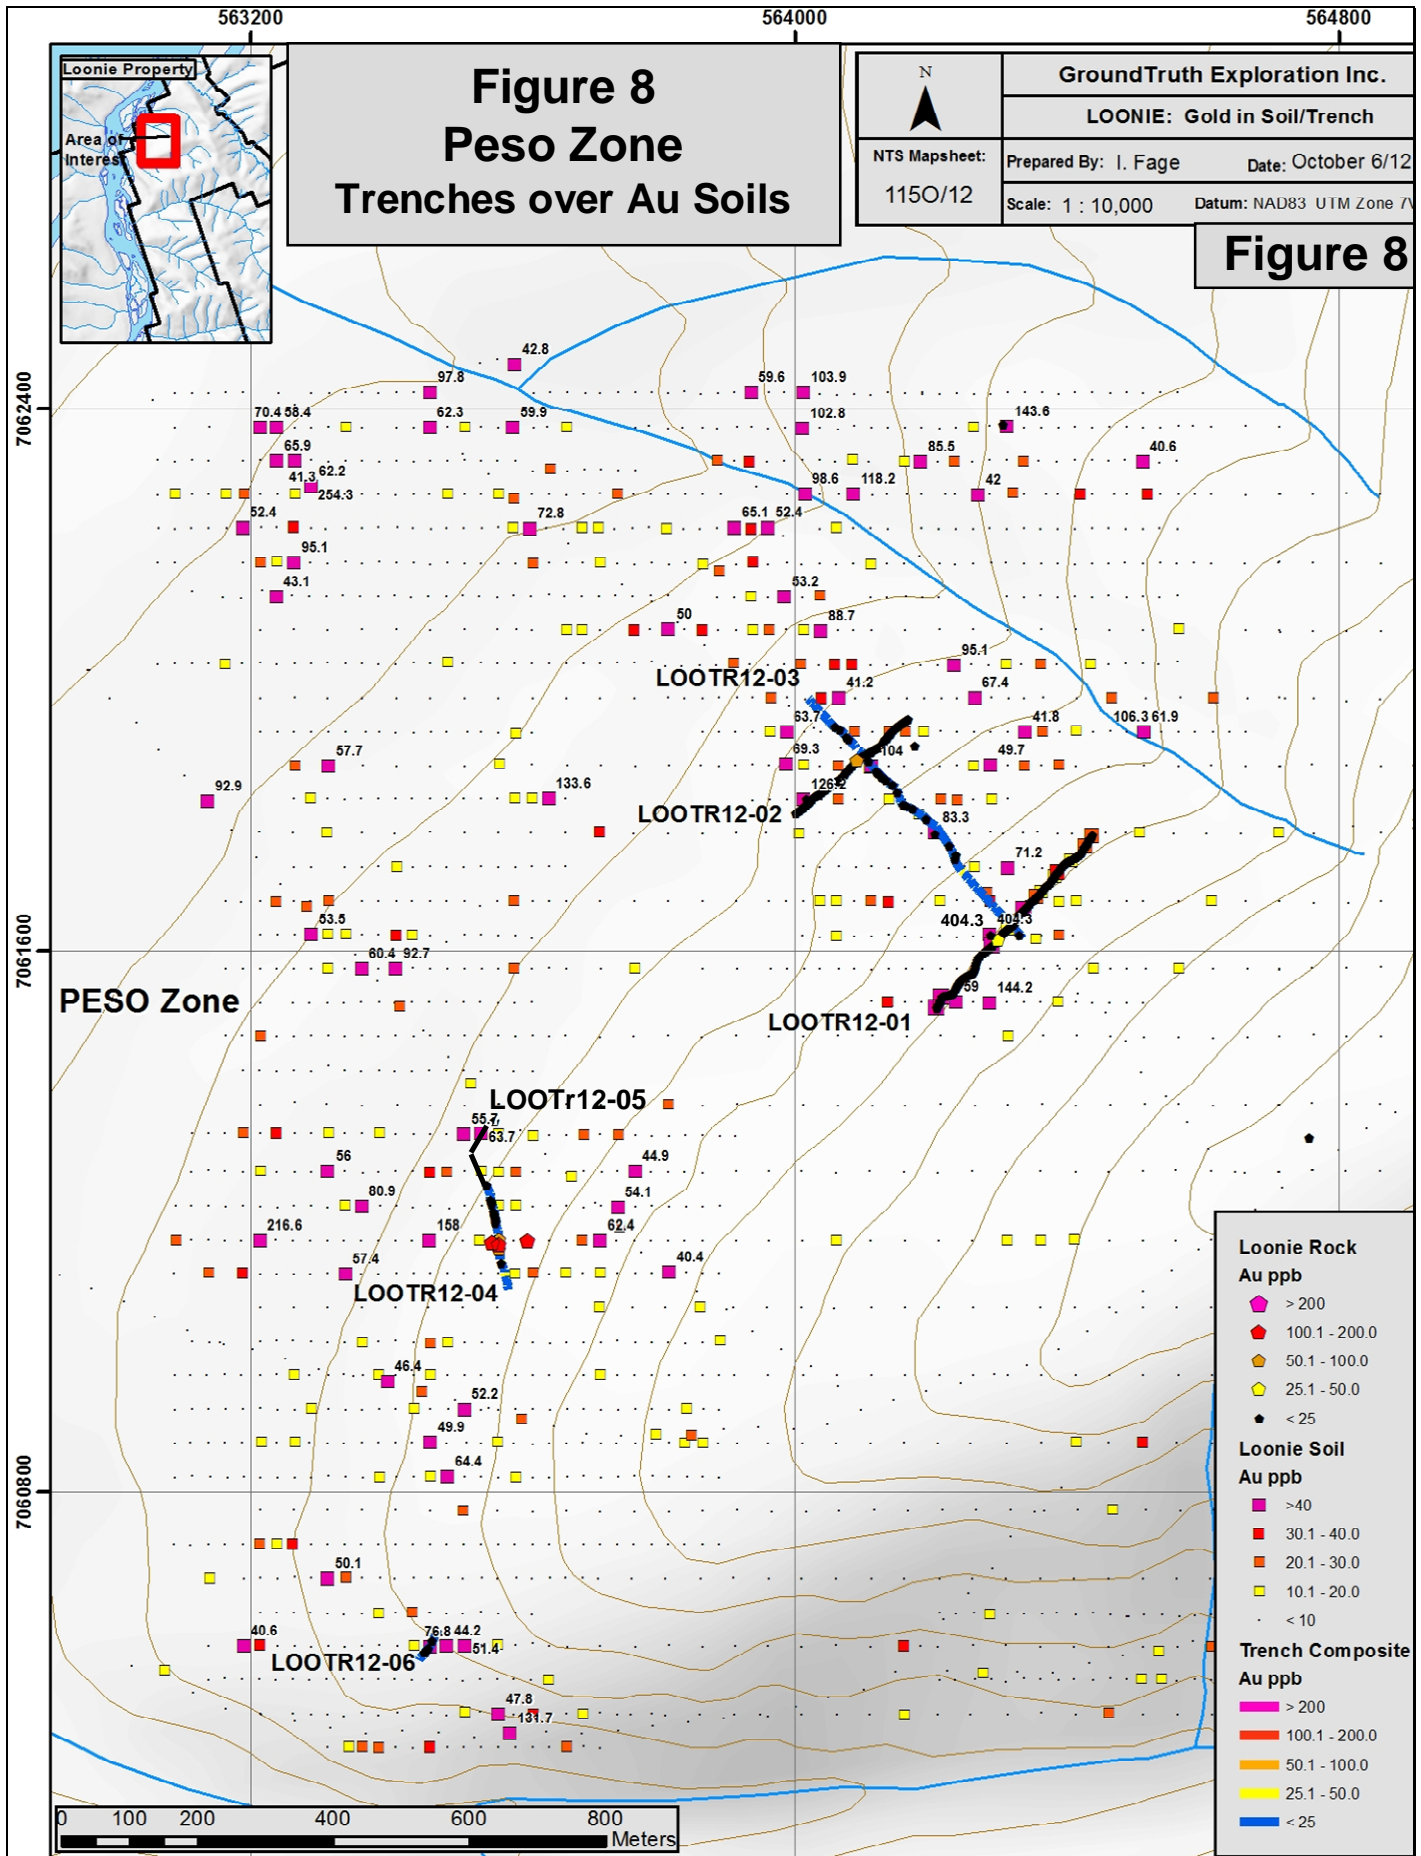 563200
564000
564800
Loonie Property
Area of
Interest
Figure 8
Peso Zone
Trenches over Au Soils
N
GroundTruth Exploration Inc.
LOONIE: Gold in Soil/Trench
NTS Mapsheet:
115O/12
Prepared By: I. Fage
Date: October 6/12
Scale: 1 : 10,000
Datum: NAD83 UTM Zone 7
Figure 8
42.8
97.8
59.6
103.9
7062400
70.4 58.4
62.3
59.9
102.8
143.6
65.9
85.5
40.6
41.3
62.2
254.3
98.6
118.2
42
52.4
72.8
65.1
52.4
95.1
43.1
53.2
50
88.7
95.1
LOOTR12-03
41.2
67.4
63.7
41.8
106.3 61.9
57.7
69.3
104
49.7
92.9
133.6
126.2
LOOTR12-02
83.3
71.2
53.5
404.3
404.3
7061600
60.4 92.7
PESO Zone
59
144.2
LOOTR12-01
LOOTr12-05
55.7
63.7
56
44.9
80.9
54.1
216.6
158
62.4
57.4
40.4
LOOTR12-04
46.4
52.2
49.9
64.4
7060800
50.1
40.6
76.8 44.2
51.4
LOOTR12-06
47.8
131.7
Loonie Rock
Au ppb
> 200
100.1 - 200.0
50.1 - 100.0
25.1 - 50.0
< 25
Loonie Soil
Au ppb
>40
30.1 - 40.0
20.1 - 30.0
10.1 - 20.0
< 10
Trench Composite
Au ppb
> 200
100.1 - 200.0
50.1 - 100.0
25.1 - 50.0
< 25
0 100 200 400 600 800
Meters